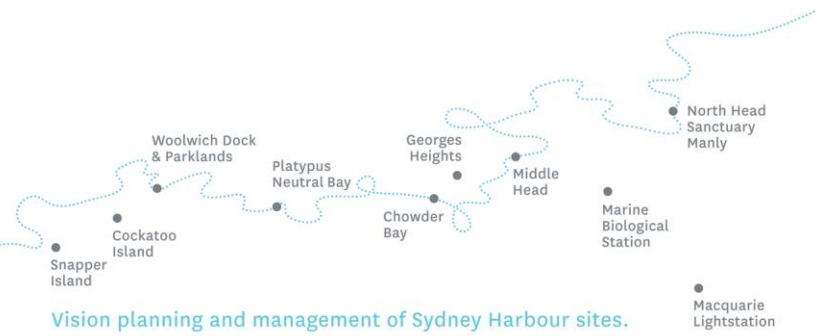 North Head
Sanctuary
Manly
Woolwich Dock
& Parklands
Georges
Heights
Platypus
Neutral Bay
Middle
Head
Chowder
Bay
Marine
Biological
Station
Cockatoo
Island
Snapper
Island
Macquarie
Lightstation
Vision planning and management of Sydney Harbour sites.